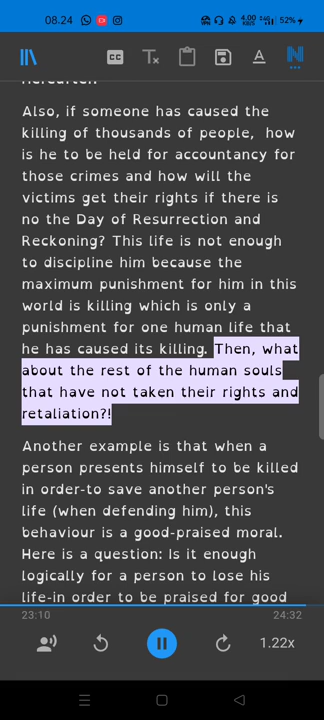 08.24
4,00
KB/S
52%
CC
T
A
N
Hereafter.
Also, if someone has caused the
killing of thousands of people, how
is he to be held for accountancy for
those crimes and how will the
victims get their rights if there is
no the Day of Resurrection and
Reckoning? This life is not enough
to discipline him because the
maximum punishment for him in this
world is killing which is only a
punishment for one human life that
he has caused its killing. Then, what
about the rest of the human souls
that have not taken their rights and
retaliation?!
Another example is that when a
person presents himself to be killed
in order-to save another person's
life (when defending him), this
behaviour is a good-praised moral.
Here is a question: Is it enough
logically for a person to lose his
life-in order to be praised for good
23:10
24:32
1.22x